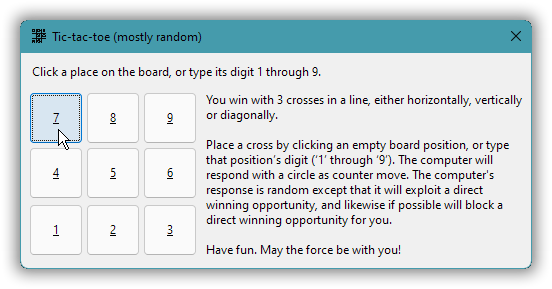 Tic-tac-toe (mostly random)
Click a place on the board, or type its digit 1 through 9.
7 8 9
4 5 6
1 2 3
You win with 3 crosses in a line, either horizontally, vertically
or diagonally.
Place a cross by clicking an empty board position, or type
that position’s digit (‘1’ through ‘9’). The computer will
respond with a circle as counter move. The computer's
response is random except that it will exploit a direct
winning opportunity, and likewise if possible will block a
direct winning opportunity for you.
Have fun. May the force be with you!